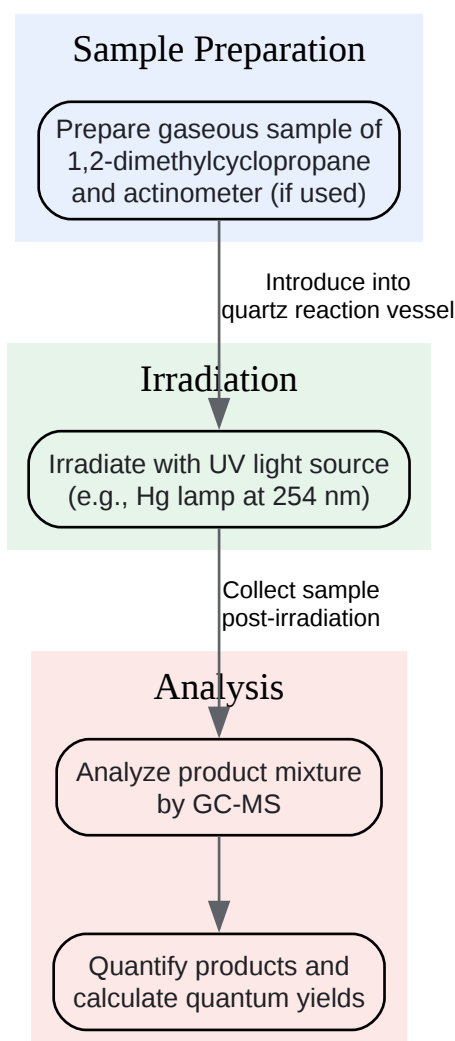 Sample Preparation
Prepare gaseous sample of
1,2-dimethylcyclopropane
and actinometer (if used)
Introduce into
quartz reaction vessel
Irradiation
Irradiate with UV light source
(e.g., Hg lamp at 254 nm)
Collect sample
post-irradiation
Analysis
Analyze product mixture
by GC-MS
Quantify products and
calculate quantum yields